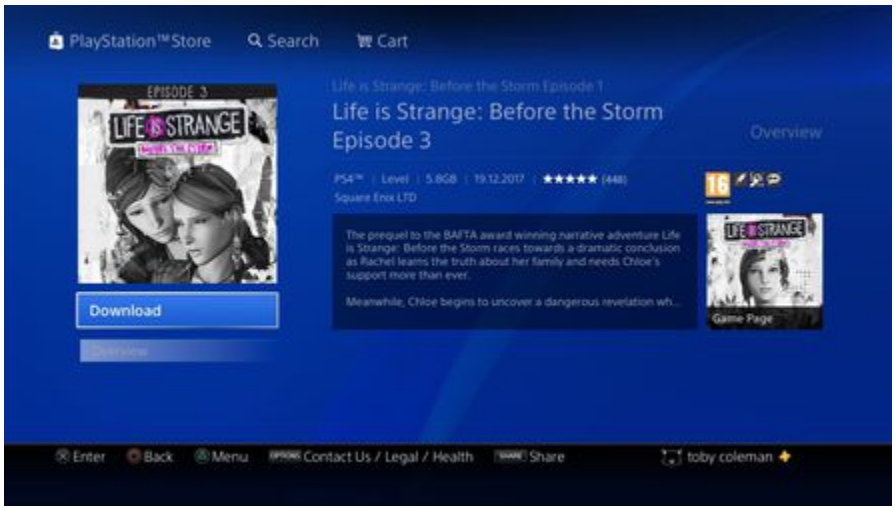 PlayStation™Store
Search
Cart
EPISODE 3
LIFE IS STRANGE
BEFORE THE STORM
Life is Strange: Before the Storm Episode 1
Life is Strange: Before the Storm
Episode 3
Overview
PS4™ | Level | 5.8GB | 19.12.2017 | ★★★★★ (448)
Square Enix LTD
16
The prequel to the BAFTA award winning narrative adventure Life
is Strange: Before the Storm races towards a dramatic conclusion
as Rachel learns the truth about her family and needs Chloe's
support more than ever.
Meanwhile, Chloe begins to uncover a dangerous revelation wh...
LIFE IS STRANGE
Game Page
Download
Overview
Enter
Back
Menu
OPTIONS Contact Us / Legal / Health
SHARE Share
toby coleman